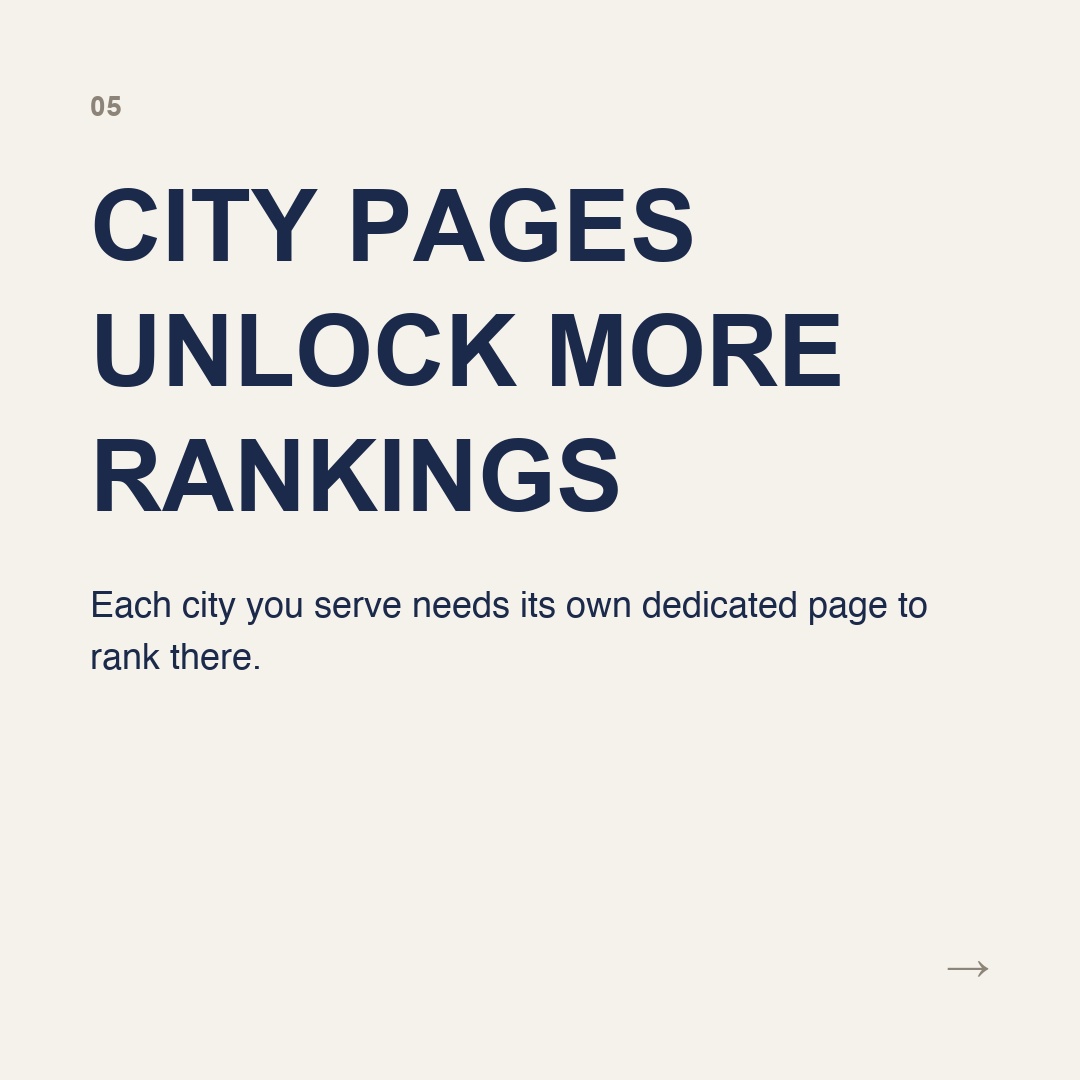 05
CITY PAGES
UNLOCK MORE
RANKINGS
Each city you serve needs its own dedicated page to
rank there.
→